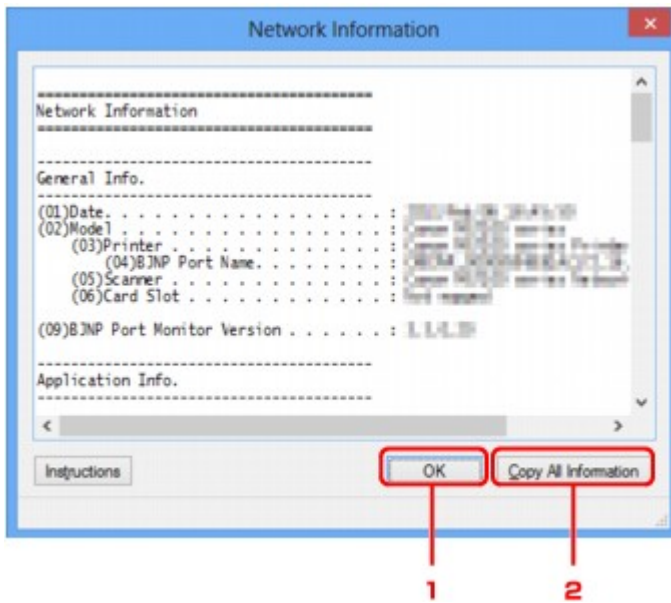 Network Information
==========================================
Network Information
==========================================
------------------------------------------
General Info.
------------------------------------------
(01)Date. . . . . . . . . . . . . . . . . :
(02)Model . . . . . . . . . . . . . . . . :
(03)Printer . . . . . . . . . . . . . . :
(04)BJNP Port Name. . . . . . . . . :
(05)Scanner . . . . . . . . . . . . . . :
(06)Card Slot . . . . . . . . . . . . . :
(09)BJNP Port Monitor Version . . . . . . :
------------------------------------------
Application Info.
------------------------------------------
Instructions OK Copy All Information
1 2